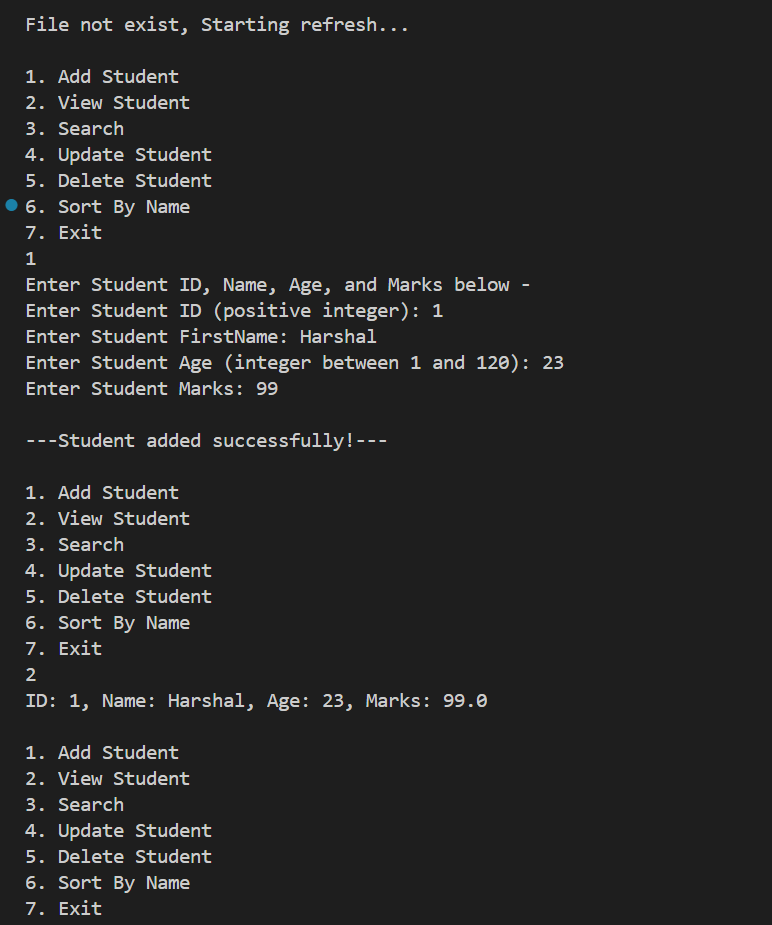 File not exist, Starting refresh...
1. Add Student
2. View Student
3. Search
4. Update Student
5. Delete Student
6. Sort By Name
7. Exit
1
Enter Student ID, Name, Age, and Marks below -
Enter Student ID (positive integer): 1
Enter Student FirstName: Harshal
Enter Student Age (integer between 1 and 120): 23
Enter Student Marks: 99
---Student added successfully!---
1. Add Student
2. View Student
3. Search
4. Update Student
5. Delete Student
6. Sort By Name
7. Exit
2
ID: 1, Name: Harshal, Age: 23, Marks: 99.0
1. Add Student
2. View Student
3. Search
4. Update Student
5. Delete Student
6. Sort By Name
7. Exit